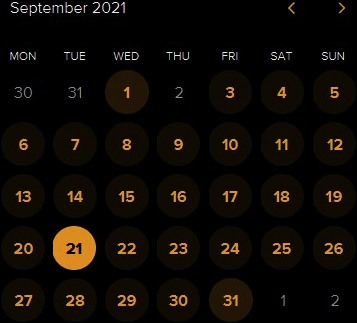 September 2021 < >
MON TUE WED THU FRI SAT SUN
30 31 1 2 3 4 5
6 7 8 9 10 11 12
13 14 15 16 17 18 19
20 21 22 23 24 25 26
27 28 29 30 31 1 2